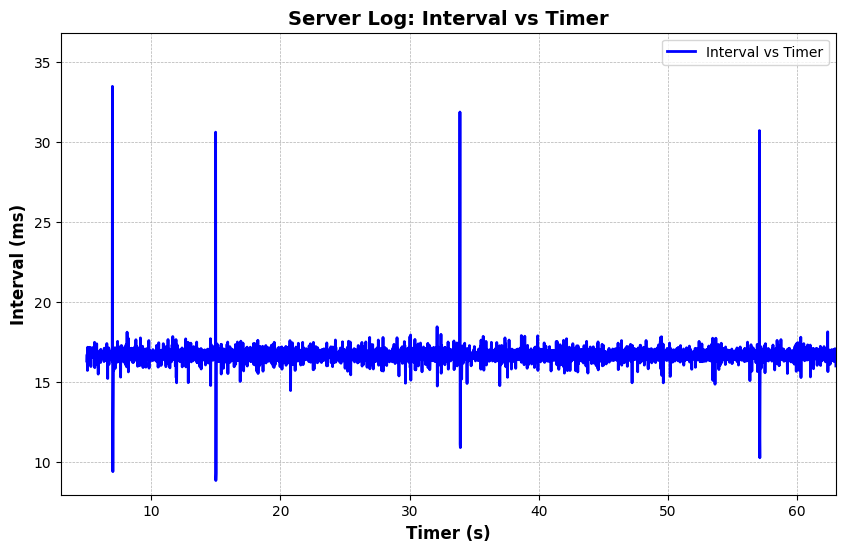 Server Log: Interval vs Timer
Interval vs Timer
35
30
25
20
15
10
Interval (ms)
10 20 30 40 50 60
Timer (s)